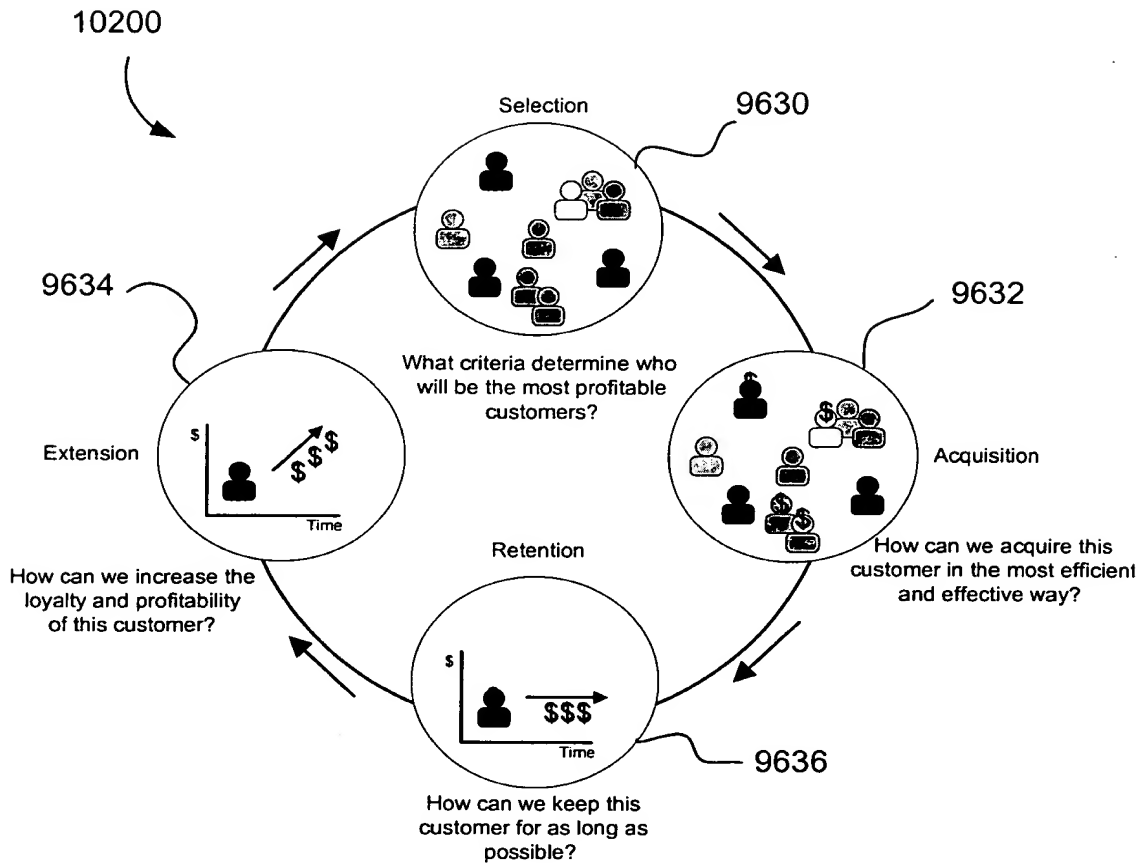 10200
Selection
9630
9634
9632
What criteria determine who
will be the most profitable
customers?
$
$
$
$ $ $
Extension
Time
$
$
$
Acquisition
Retention
How can we increase the
loyalty and profitability
of this customer?
How can we acquire this
customer in the most efficient
and effective way?
$
$$$
Time
9636
How can we keep this
customer for as long as
possible?